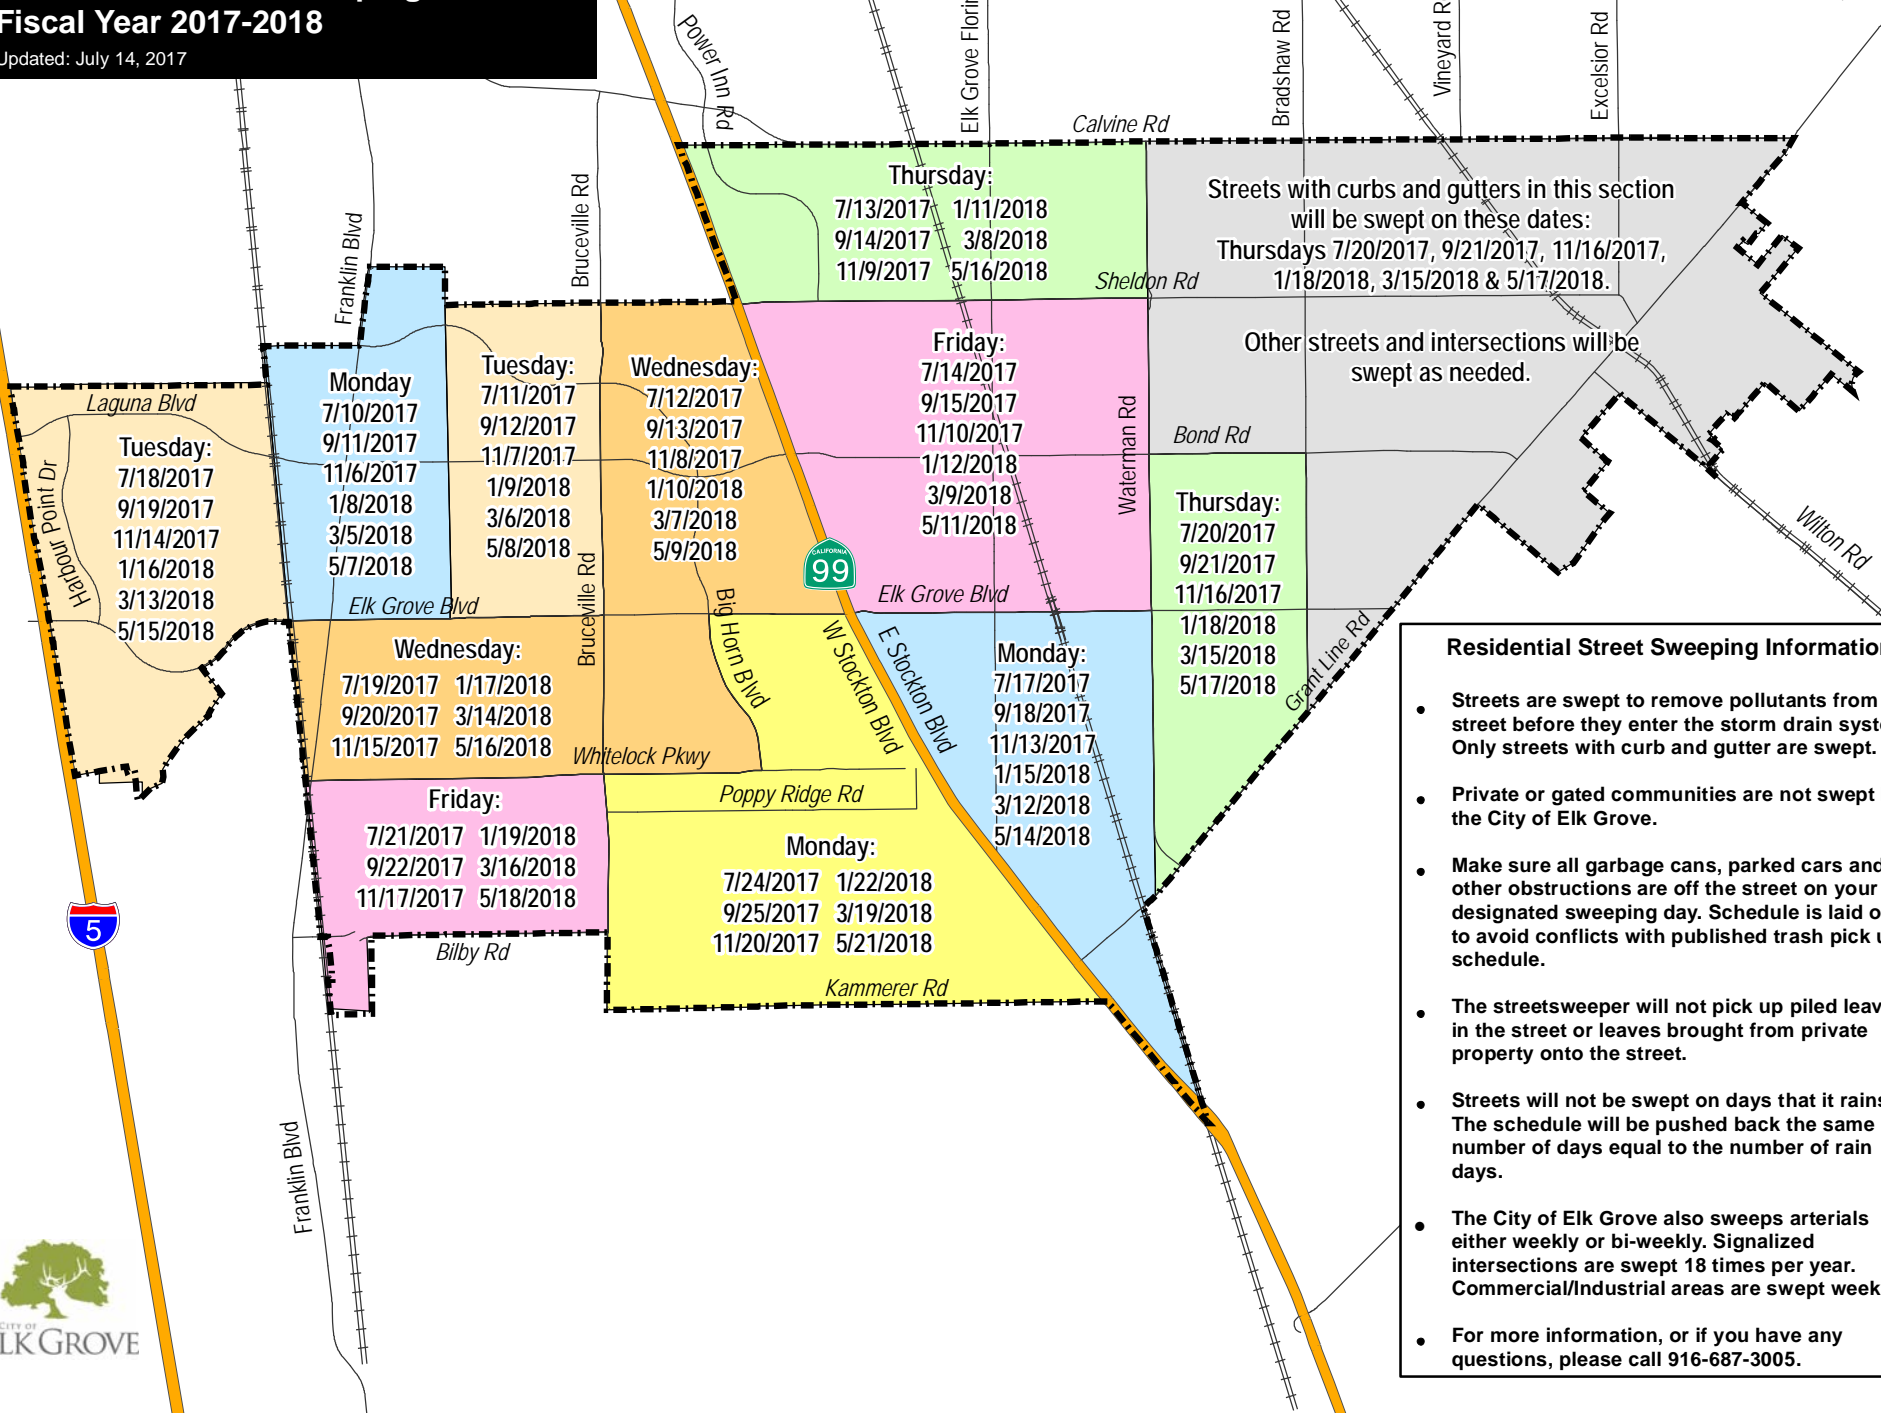 Fiscal Year 2017-2018
Updated: July 14, 2017
Power Inn Rd
Elk Grove Florin
Bradshaw Rd
Vineyard R
Excelsior Rd
Calvine Rd
Franklin Blvd
Bruceville Rd
Thursday:
7/13/2017 1/11/2018
9/14/2017 3/8/2018
11/9/2017 5/16/2018
Streets with curbs and gutters in this section
will be swept on these dates:
Thursdays 7/20/2017, 9/21/2017, 11/16/2017,
1/18/2018, 3/15/2018 & 5/17/2018.
Other streets and intersections will be
swept as needed.
Sheldon Rd
Laguna Blvd
Harbour Point Dr
Tuesday:
7/18/2017
9/19/2017
11/14/2017
1/16/2018
3/13/2018
5/15/2018
Monday
7/10/2017
9/11/2017
11/6/2017
1/8/2018
3/5/2018
5/7/2018
Tuesday:
7/11/2017
9/12/2017
11/7/2017
1/9/2018
3/6/2018
5/8/2018
Wednesday:
7/12/2017
9/13/2017
11/8/2017
1/10/2018
3/7/2018
5/9/2018
Friday:
7/14/2017
9/15/2017
11/10/2017
1/12/2018
3/9/2018
5/11/2018
Waterman Rd
Bond Rd
Thursday:
7/20/2017
9/21/2017
11/16/2017
1/18/2018
3/15/2018
5/17/2018
Wilton Rd
CALIFORNIA
99
Elk Grove Blvd
Elk Grove Blvd
Bruceville Rd
Big Horn Blvd
W Stockton Blvd
E Stockton Blvd
Grant Line Rd
Wednesday:
7/19/2017 1/17/2018
9/20/2017 3/14/2018
11/15/2017 5/16/2018
Whitelock Pkwy
Monday:
7/17/2017
9/18/2017
11/13/2017
1/15/2018
3/12/2018
5/14/2018
Friday:
7/21/2017 1/19/2018
9/22/2017 3/16/2018
11/17/2017 5/18/2018
Poppy Ridge Rd
Monday:
7/24/2017 1/22/2018
9/25/2017 3/19/2018
11/20/2017 5/21/2018
5
Bilby Rd
Kammerer Rd
Franklin Blvd
Residential Street Sweeping Information
• Streets are swept to remove pollutants from
street before they enter the storm drain syst
Only streets with curb and gutter are swept.
• Private or gated communities are not swept
the City of Elk Grove.
• Make sure all garbage cans, parked cars and
other obstructions are off the street on your
designated sweeping day. Schedule is laid o
to avoid conflicts with published trash pick u
schedule.
• The streetsweeper will not pick up piled leav
in the street or leaves brought from private
property onto the street.
• Streets will not be swept on days that it rains
The schedule will be pushed back the same
number of days equal to the number of rain
days.
• The City of Elk Grove also sweeps arterials
either weekly or bi-weekly. Signalized
intersections are swept 18 times per year.
Commercial/Industrial areas are swept week
• For more information, or if you have any
questions, please call 916-687-3005.
CITY OF
LK GROVE